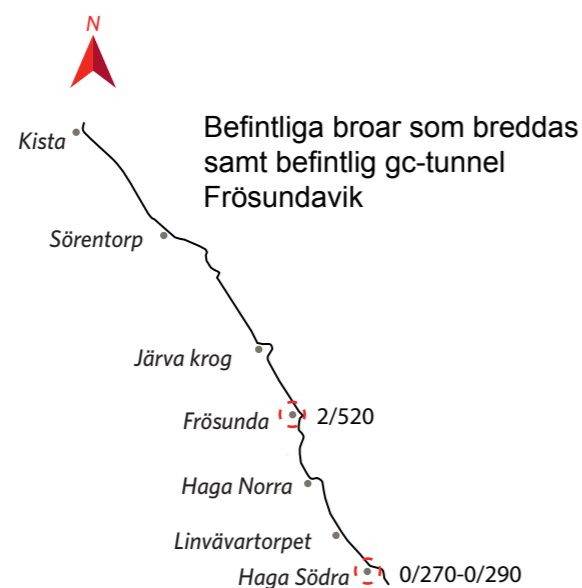 N
Befintliga broar som breddas
samt befintlig gc-tunnel
Frösundavik
Kista
Sörentorp
Järva krog
Frösunda 2/520
Haga Norra
Linvävartorpet
Haga Södra 0/270-0/290